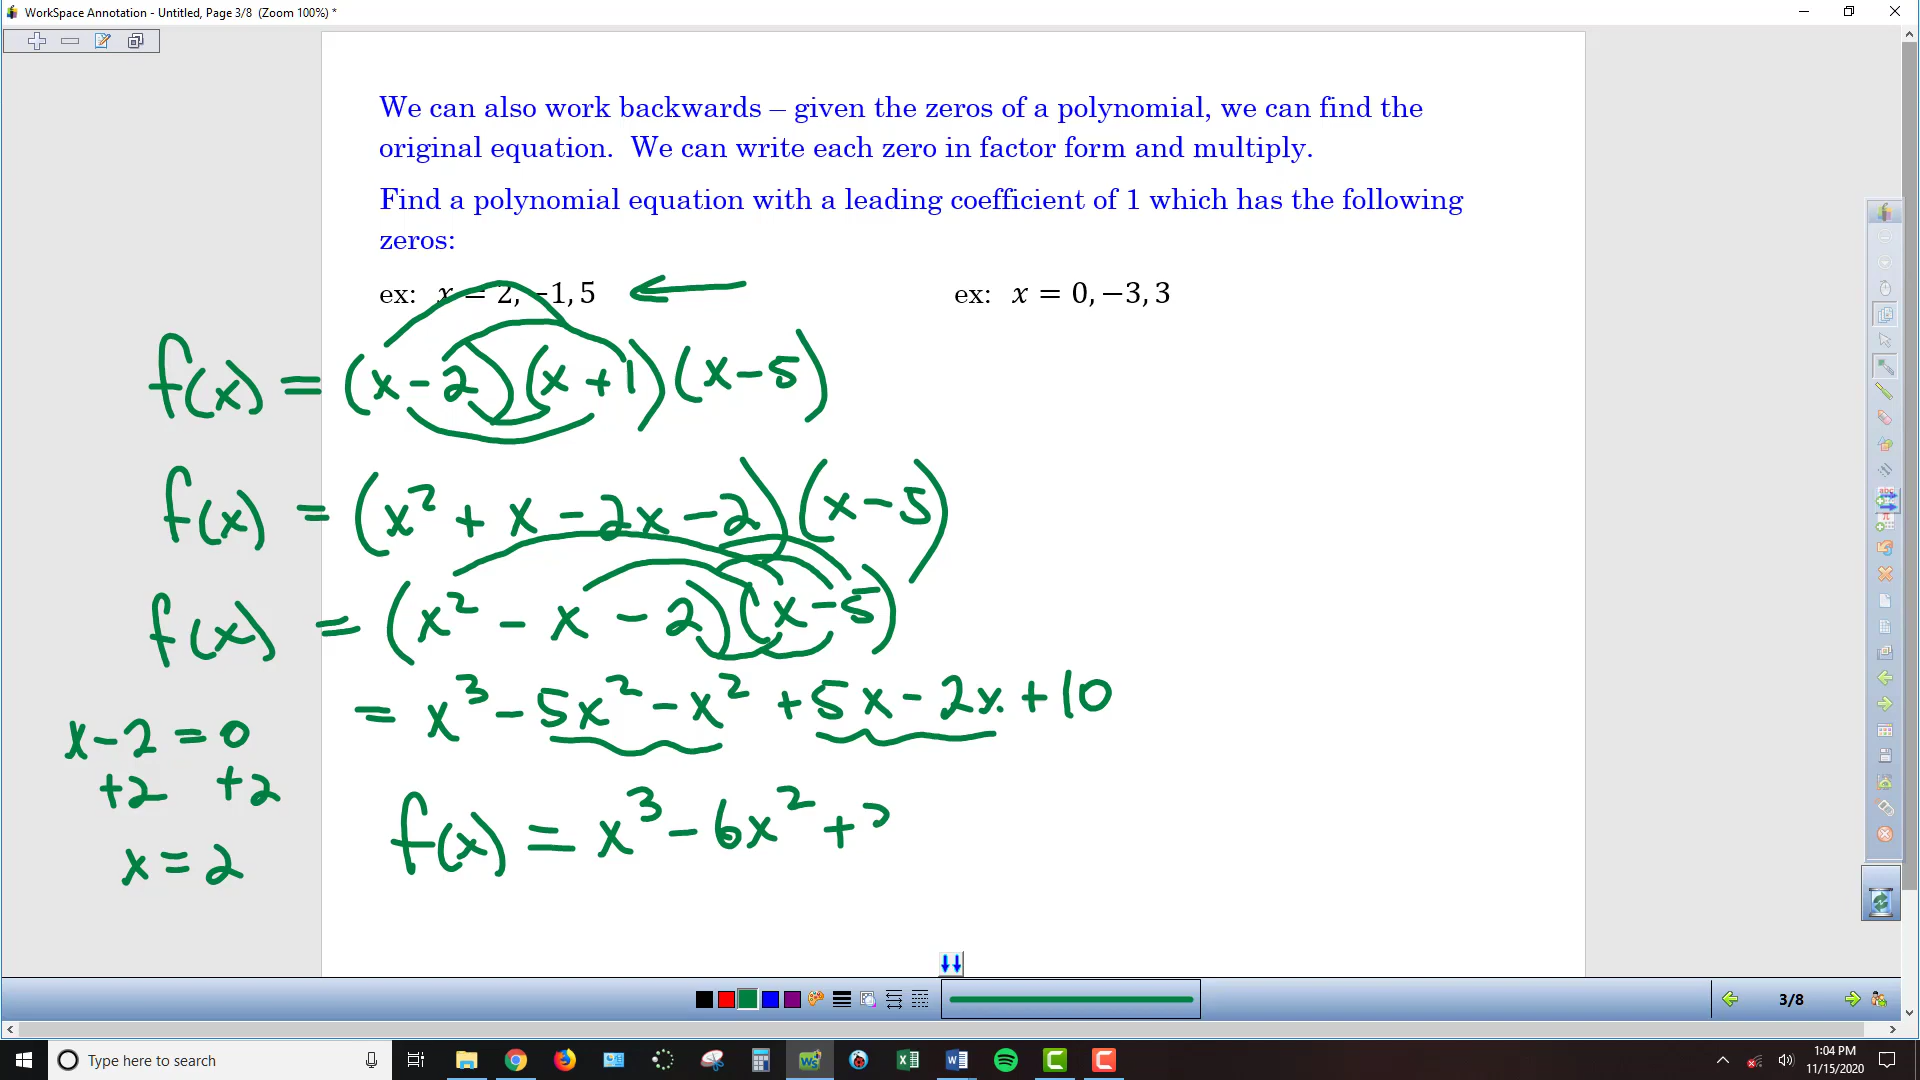 WorkSpace Annotation - Untitled, Page 3/8 (Zoom 100%) *
We can also work backwards – given the zeros of a polynomial, we can find the
original equation. We can write each zero in factor form and multiply.
Find a polynomial equation with a leading coefficient of 1 which has the following
zeros:
ex: x = 2, −1, 5
ex: x = 0, −3, 3
f(x) = (x - 2)(x + 1)(x - 5)
f(x) = (x² + x - 2x - 2)(x - 5)
f(x) = (x² - x - 2)(x - 5)
= x³ - 5x² - x² + 5x - 2x + 10
x - 2 = 0
+2 +2
x = 2
f(x) = x³ - 6x² +
3/8
Type here to search
1:04 PM
11/15/2020